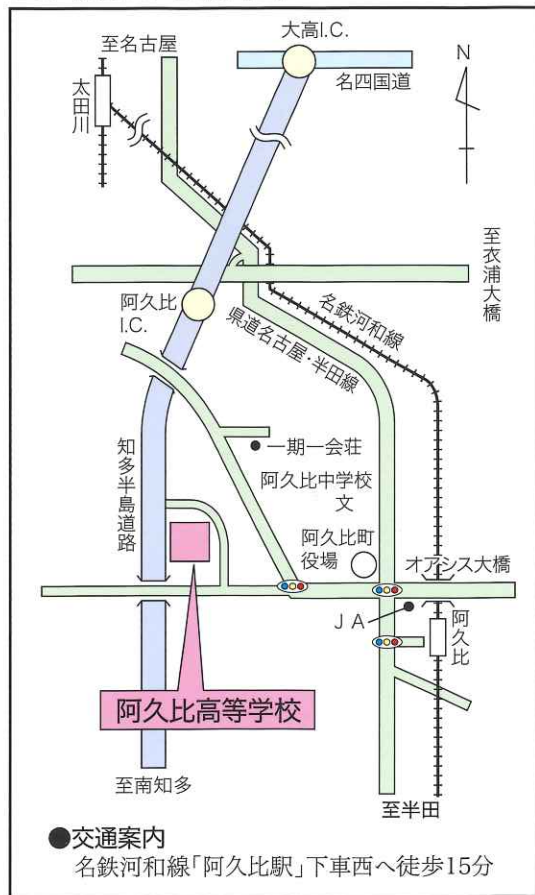 大高I.C.
至名古屋
名四国道
N
太田川
至衣浦大橋
阿久比
I.C.
名鉄河和線
県道名古屋・半田線
一期一会荘
知多半島道路
阿久比中学校
文
阿久比町
役場
オアシス大橋
JA
阿久比
阿久比高等学校
至南知多
至半田
●交通案内
名鉄河和線「阿久比駅」下車西へ徒歩15分